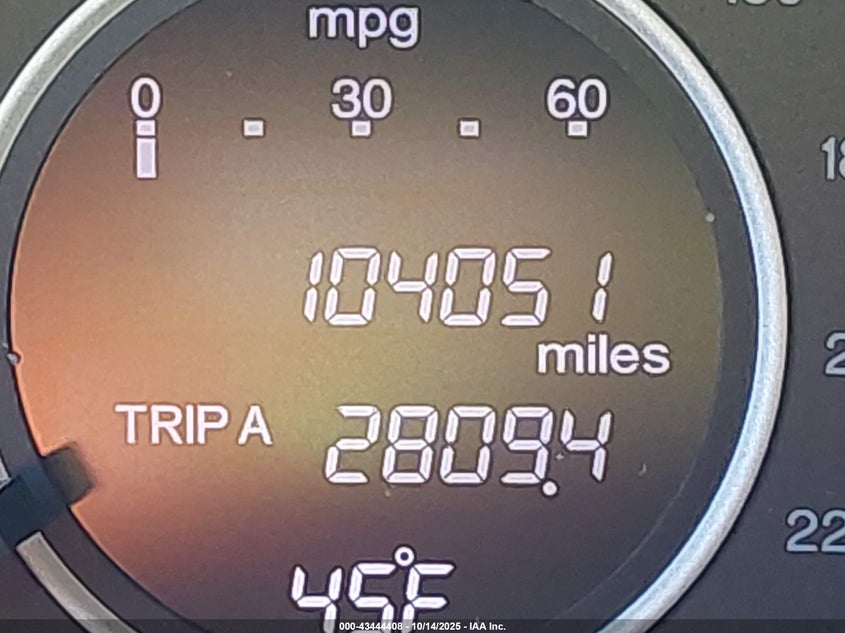 mpg
0 30 60
104051
miles
TRIP A 2809.4
45°F
000-43444408 - 10/14/2025 - IAA Inc.